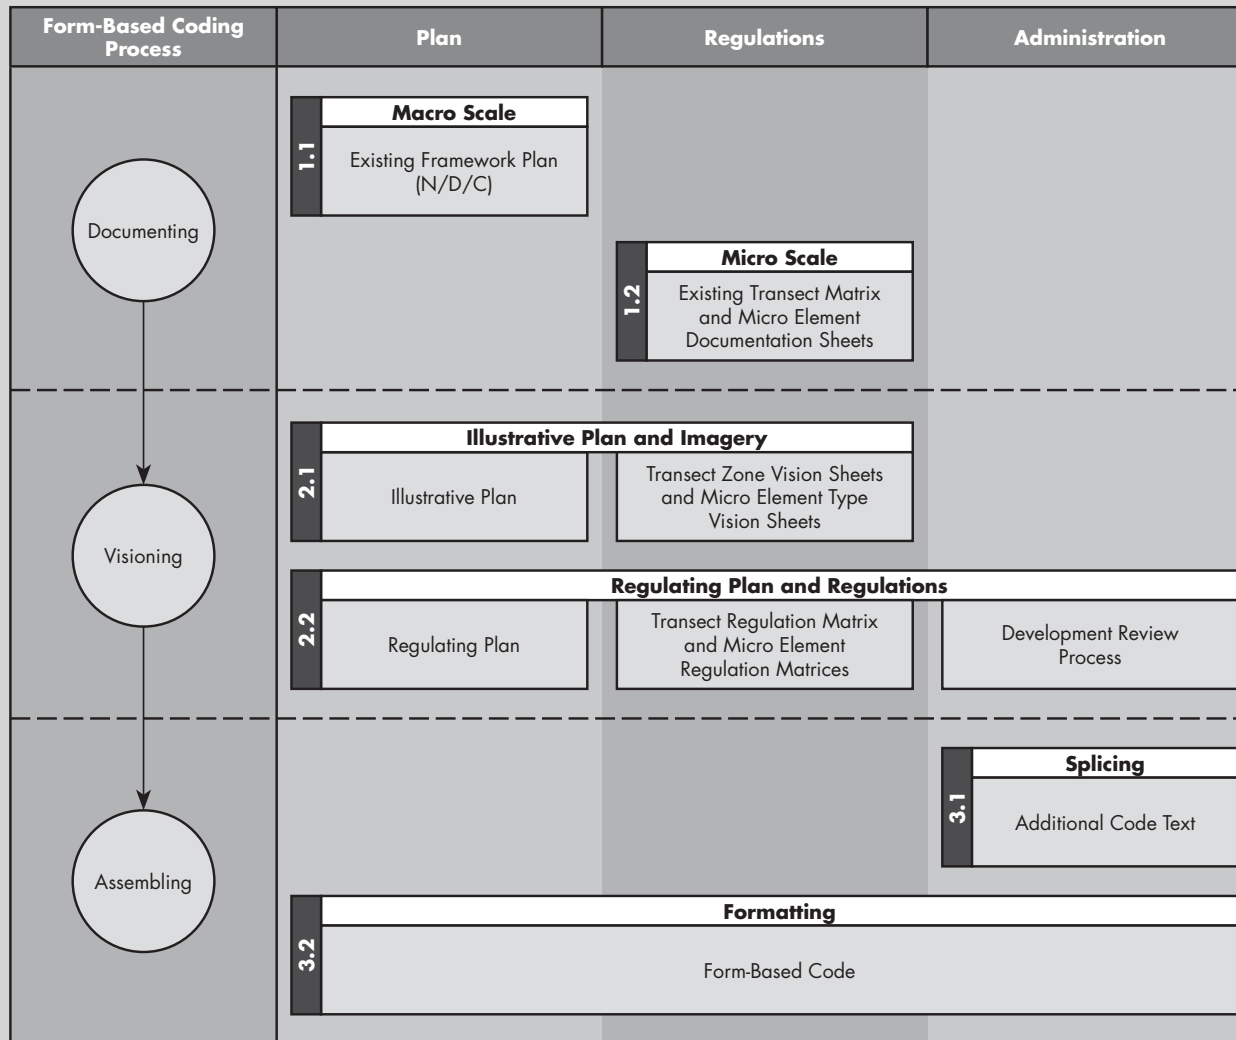 Form-Based Coding
Process
Plan
Regulations
Administration
Documenting
1.1
Macro Scale
Existing Framework Plan
(N/D/C)
1.2
Micro Scale
Existing Transect Matrix
and Micro Element
Documentation Sheets
Visioning
2.1
Illustrative Plan and Imagery
Illustrative Plan
Transect Zone Vision Sheets
and Micro Element Type
Vision Sheets
2.2
Regulating Plan and Regulations
Regulating Plan
Transect Regulation Matrix
and Micro Element
Regulation Matrices
Development Review
Process
Assembling
3.1
Splicing
Additional Code Text
3.2
Formatting
Form-Based Code